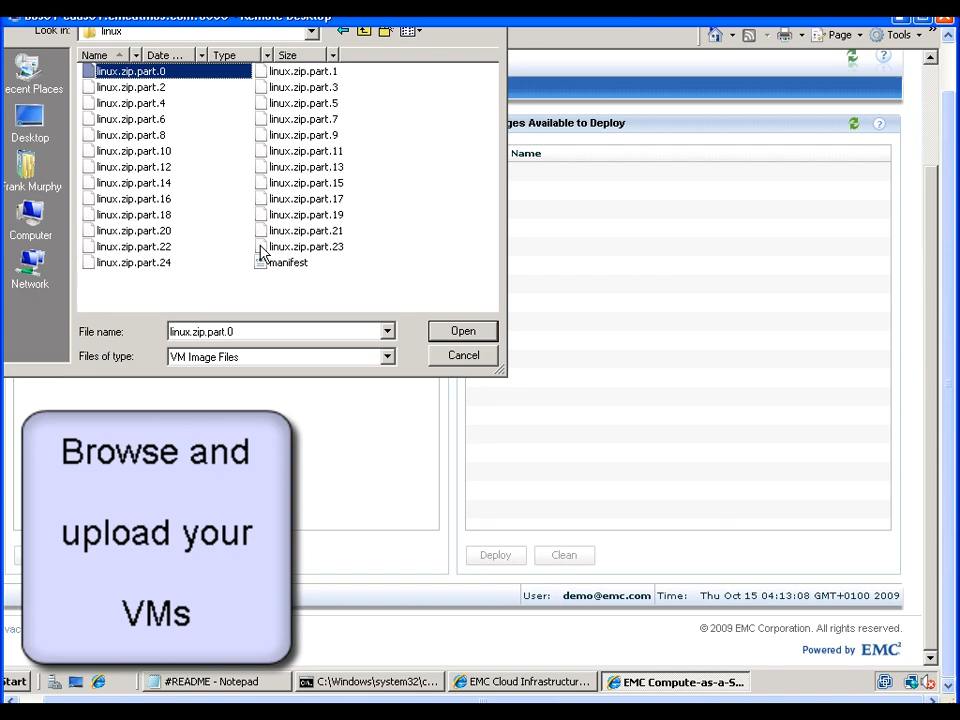 Remote Desktop
Look in:
linux
Page
Tools
Name
Date ...
Type
Size
linux.zip.part.0
linux.zip.part.1
linux.zip.part.2
linux.zip.part.3
linux.zip.part.4
linux.zip.part.5
linux.zip.part.6
linux.zip.part.7
linux.zip.part.8
linux.zip.part.9
linux.zip.part.10
linux.zip.part.11
linux.zip.part.12
linux.zip.part.13
linux.zip.part.14
linux.zip.part.15
linux.zip.part.16
linux.zip.part.17
linux.zip.part.18
linux.zip.part.19
linux.zip.part.20
linux.zip.part.21
linux.zip.part.22
linux.zip.part.23
linux.zip.part.24
manifest
ecent Places
Desktop
rank Murphy
Computer
Network
File name:
linux.zip.part.0
Open
Files of type:
VM Image Files
Cancel
ges Available to Deploy
Name
Browse and
upload your
VMs
Deploy
Clean
User: demo@emc.com Time: Thu Oct 15 04:13:08 GMT+0100 2009
© 2009 EMC Corporation. All rights reserved.
Powered by EMC²
tart
#README - Notepad
C:\Windows\system32\c...
EMC Cloud Infrastructur...
EMC Compute-as-a-S...